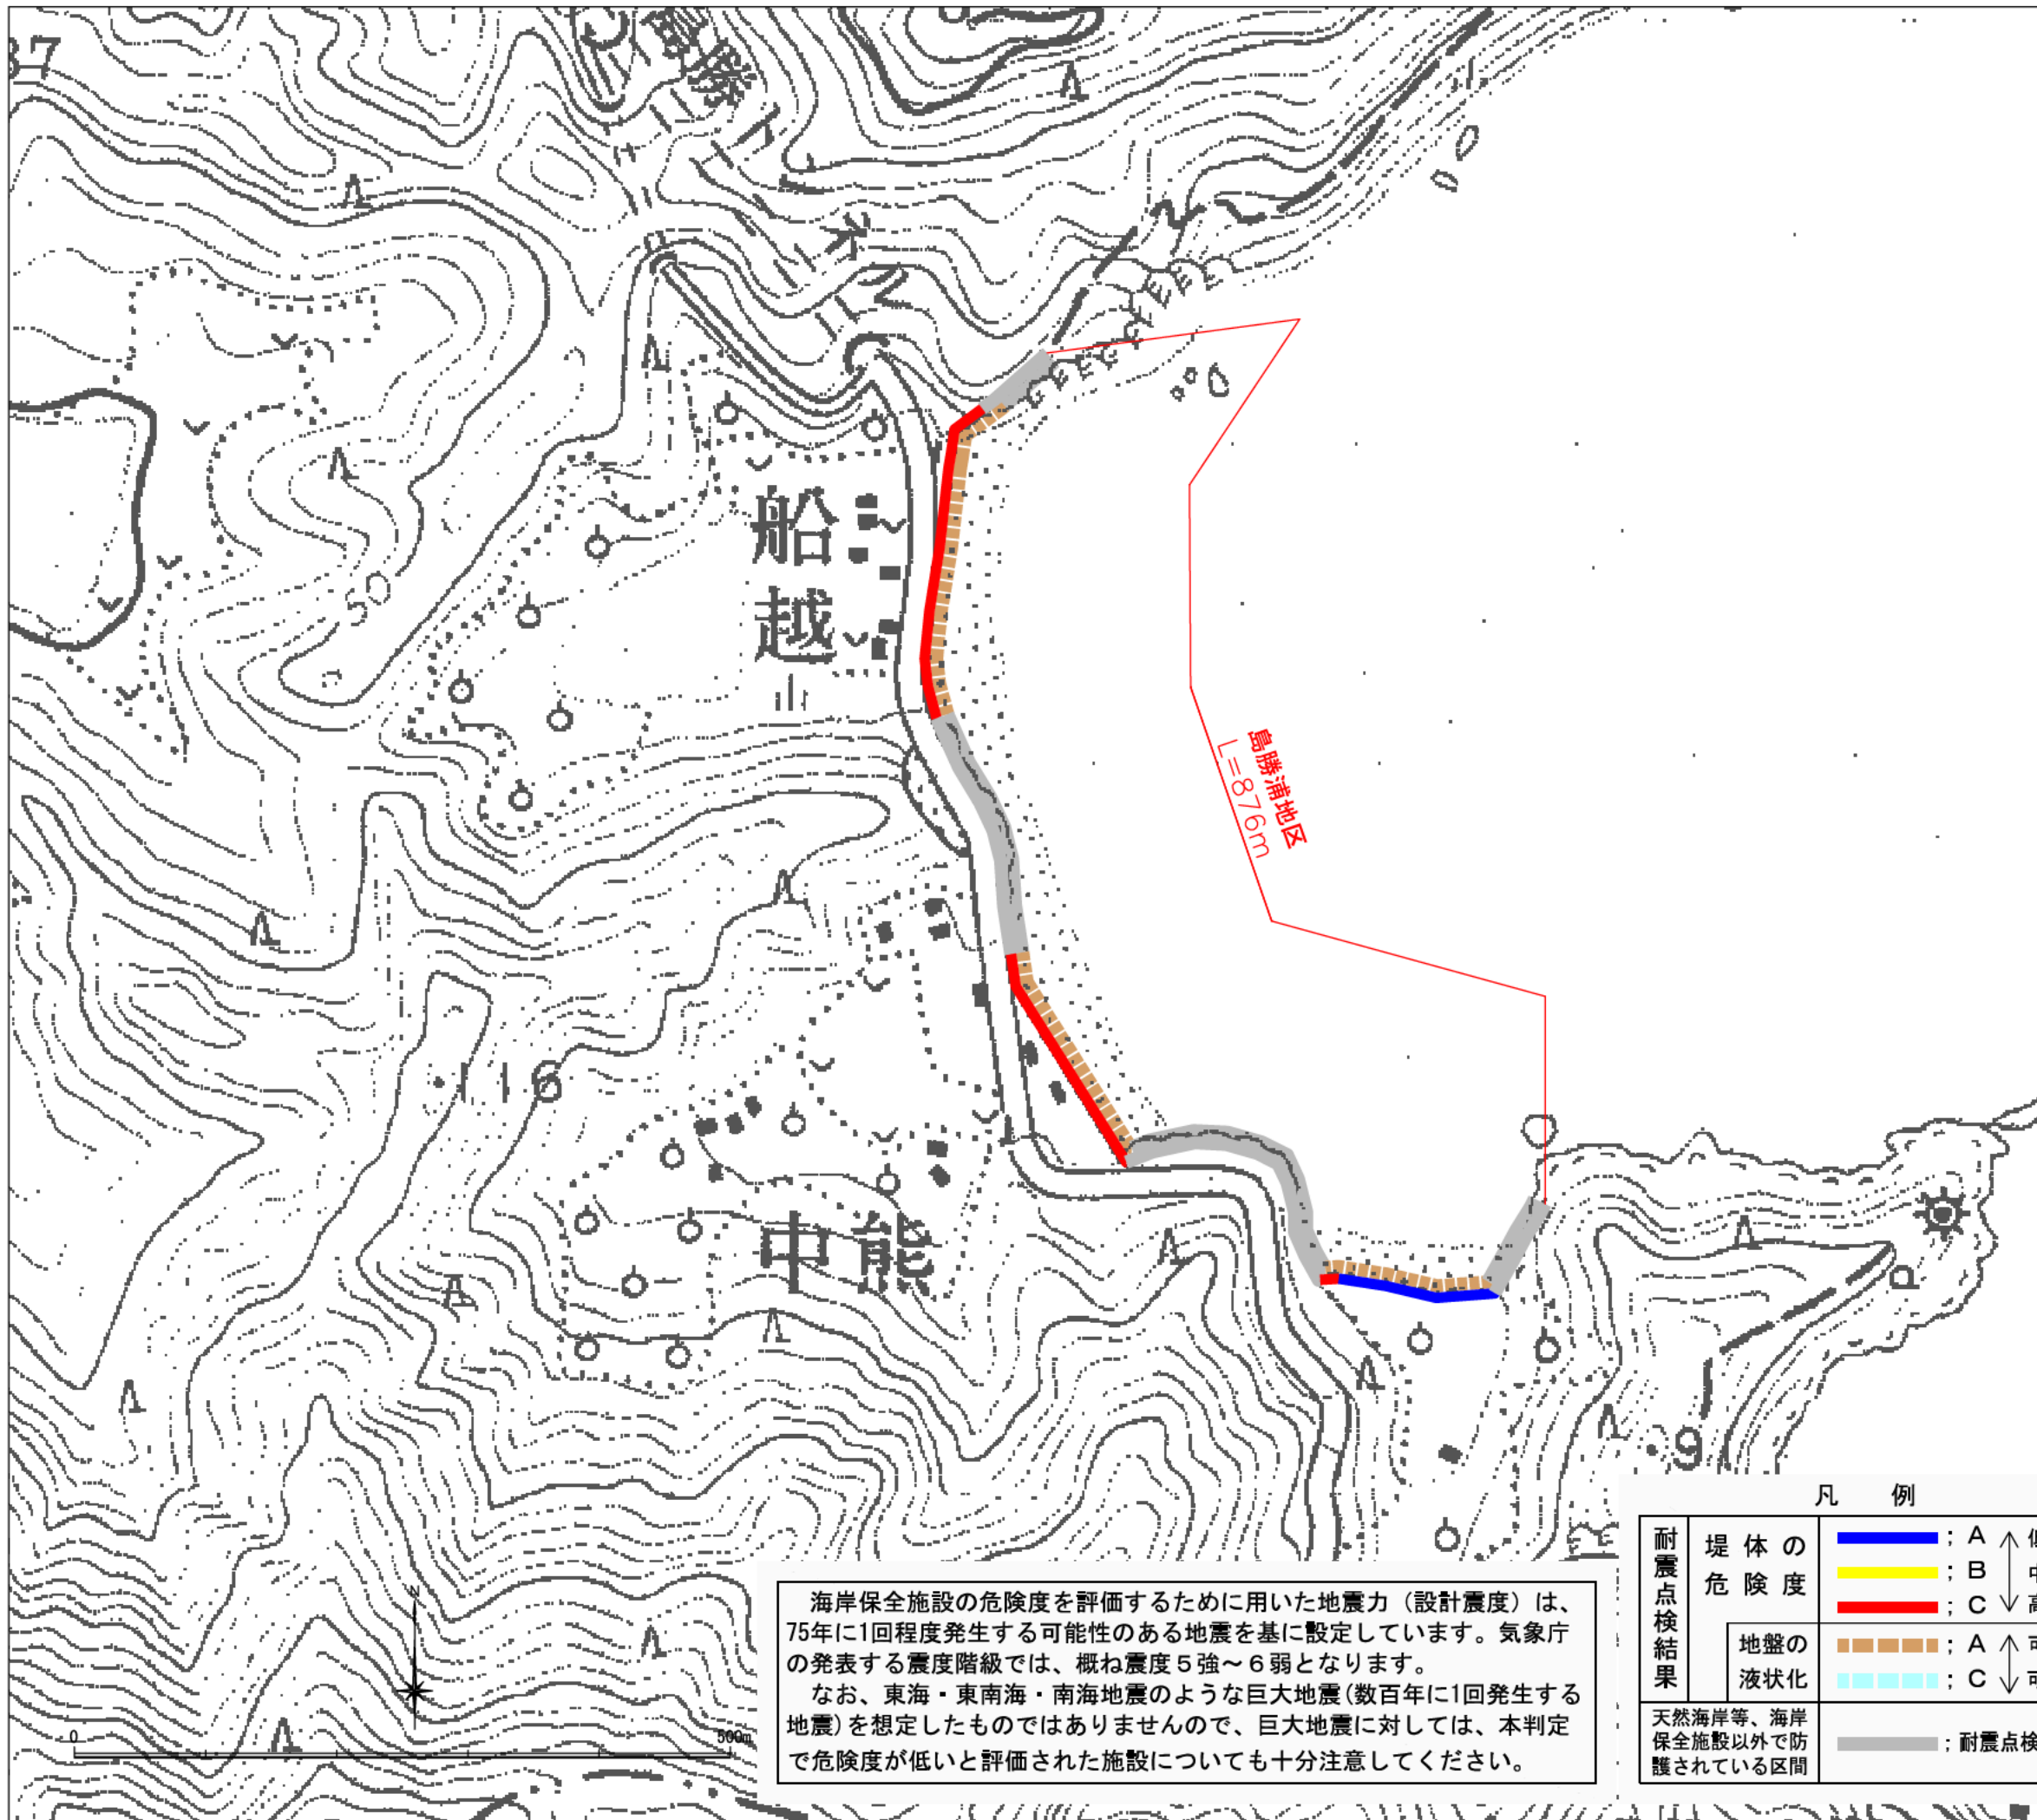 37
船越
50
島勝浦地区
L=876m
116
中熊
9
N
0
500m
海岸保全施設の危険度を評価するために用いた地震力（設計震度）は、
75年に1回程度発生する可能性のある地震を基に設定しています。気象庁
の発表する震度階級では、概ね震度５強～６弱となります。
なお、東海・東南海・南海地震のような巨大地震(数百年に1回発生する
地震)を想定したものではありませんので、巨大地震に対しては、本判定
で危険度が低いと評価された施設についても十分注意してください。
凡　例
耐震点検結果
堤体の
危険度
；A
；B 中
；C 高
地盤の
液状化
；A 可
；C 可
天然海岸等、海岸
保全施設以外で防
護されている区間
；耐震点検